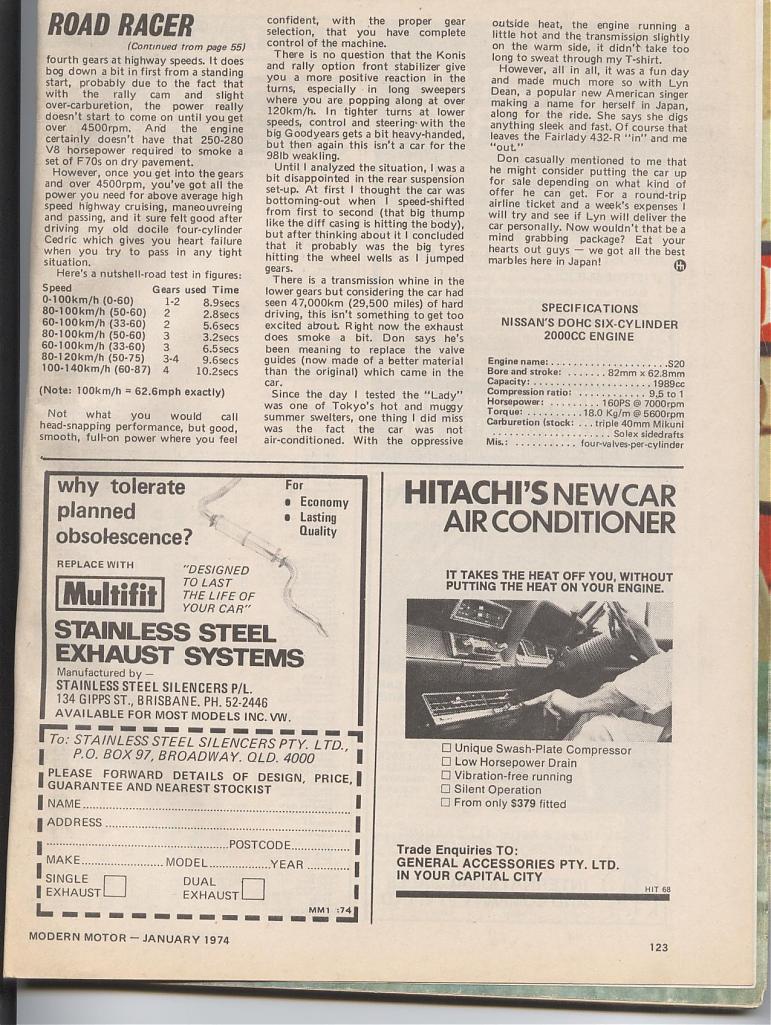 ROAD RACER
(Continued from page 55)
fourth gears at highway speeds. It does
bog down a bit in first from a standing
start, probably due to the fact that
with the rally cam and slight
over-carburetion, the power really
doesn't start to come on until you get
over 4500rpm. And the engine
certainly doesn't have that 250-280
V8 horsepower required to smoke a
set of F70s on dry pavement.
However, once you get into the gears
and over 4500rpm, you've got all the
power you need for above average high
speed highway cruising, manouvreing
and passing, and it sure felt good after
driving my old docile four-cylinder
Cedric which gives you heart failure
when you try to pass in any tight
situation.
Here's a nutshell-road test in figures:
Speed Gears used Time
0-100km/h (0-60) 1-2 8.9secs
80-100km/h (50-60) 2 2.8secs
60-100km/h (33-60) 2 5.6secs
80-100km/h (50-60) 3 3.2secs
60-100km/h (33-60) 3 6.5secs
80-120km/h (50-75) 3-4 9.6secs
100-140km/h (60-87) 4 10.2secs
(Note: 100km/h = 62.6mph exactly)
Not what you would call
head-snapping performance, but good,
smooth, full-on power where you feel
confident, with the proper gear
selection, that you have complete
control of the machine.
There is no question that the Konis
and rally option front stabilizer give
you a more positive reaction in the
turns, especially in long sweepers
where you are popping along at over
120km/h. In tighter turns at lower
speeds, control and steering with the
big Goodyears gets a bit heavy-handed,
but then again this isn't a car for the
98lb weakling.
Until I analyzed the situation, I was a
bit disappointed in the rear suspension
set-up. At first I thought the car was
bottoming-out when I speed-shifted
from first to second (that big thump
like the diff casing is hitting the body),
but after thinking about it I concluded
that it probably was the big tyres
hitting the wheel wells as I jumped
gears.
There is a transmission whine in the
lower gears but considering the car had
seen 47,000km (29,500 miles) of hard
driving, this isn't something to get too
excited about. Right now the exhaust
does smoke a bit. Don says he's
been meaning to replace the valve
guides (now made of a better material
than the original) which came in the
car.
Since the day I tested the "Lady"
was one of Tokyo's hot and muggy
summer swelters, one thing I did miss
was the fact the car was not
air-conditioned. With the oppressive
outside heat, the engine running a
little hot and the transmission slightly
on the warm side, it didn't take too
long to sweat through my T-shirt.
However, all in all, it was a fun day
and made much more so with Lyn
Dean, a popular new American singer
making a name for herself in Japan,
along for the ride. She says she digs
anything sleek and fast. Of course that
leaves the Fairlady 432-R "in" and me
"out."
Don casually mentioned to me that
he might consider putting the car up
for sale depending on what kind of
offer he can get. For a round-trip
airline ticket and a week's expenses I
will try and see if Lyn will deliver the
car personally. Now wouldn't that be a
mind grabbing package? Eat your
hearts out guys — we got all the best
marbles here in Japan!
SPECIFICATIONS
NISSAN'S DOHC SIX-CYLINDER
2000CC ENGINE
Engine name: . . . . . . . . . . . . . . . . . . . S20
Bore and stroke: . . . . . . . 82mm x 62.8mm
Capacity: . . . . . . . . . . . . . . . . . . . . 1989cc
Compression ratio: . . . . . . . . . . . . 9,5 to 1
Horsepower: . . . . . . . . . 160PS @ 7000rpm
Torque: . . . . . . . . 18.0 Kg/m @ 5600rpm
Carburetion (stock: . . . triple 40mm Mikuni
. . . . . . . . . . . . . . . . . . Solex sidedrafts
Mis.: . . . . . . . . . . . four-valves-per-cylinder
why tolerate
planned
obsolescence?
For
● Economy
● Lasting
Quality
REPLACE WITH
Multifit
"DESIGNED
TO LAST
THE LIFE OF
YOUR CAR"
STAINLESS STEEL
EXHAUST SYSTEMS
Manufactured by —
STAINLESS STEEL SILENCERS P/L.
134 GIPPS ST., BRISBANE. PH. 52-2446
AVAILABLE FOR MOST MODELS INC. VW.
To: STAINLESS STEEL SILENCERS PTY. LTD.,
P.O. BOX 97, BROADWAY. QLD. 4000
PLEASE FORWARD DETAILS OF DESIGN, PRICE,
GUARANTEE AND NEAREST STOCKIST
NAME
ADDRESS
POSTCODE
MAKE MODEL YEAR
SINGLE EXHAUST DUAL EXHAUST
MM1 :74
HITACHI'S NEW CAR
AIR CONDITIONER
IT TAKES THE HEAT OFF YOU, WITHOUT
PUTTING THE HEAT ON YOUR ENGINE.
☐ Unique Swash-Plate Compressor
☐ Low Horsepower Drain
☐ Vibration-free running
☐ Silent Operation
☐ From only $379 fitted
Trade Enquiries TO:
GENERAL ACCESSORIES PTY. LTD.
IN YOUR CAPITAL CITY
HIT 68
MODERN MOTOR — JANUARY 1974
123